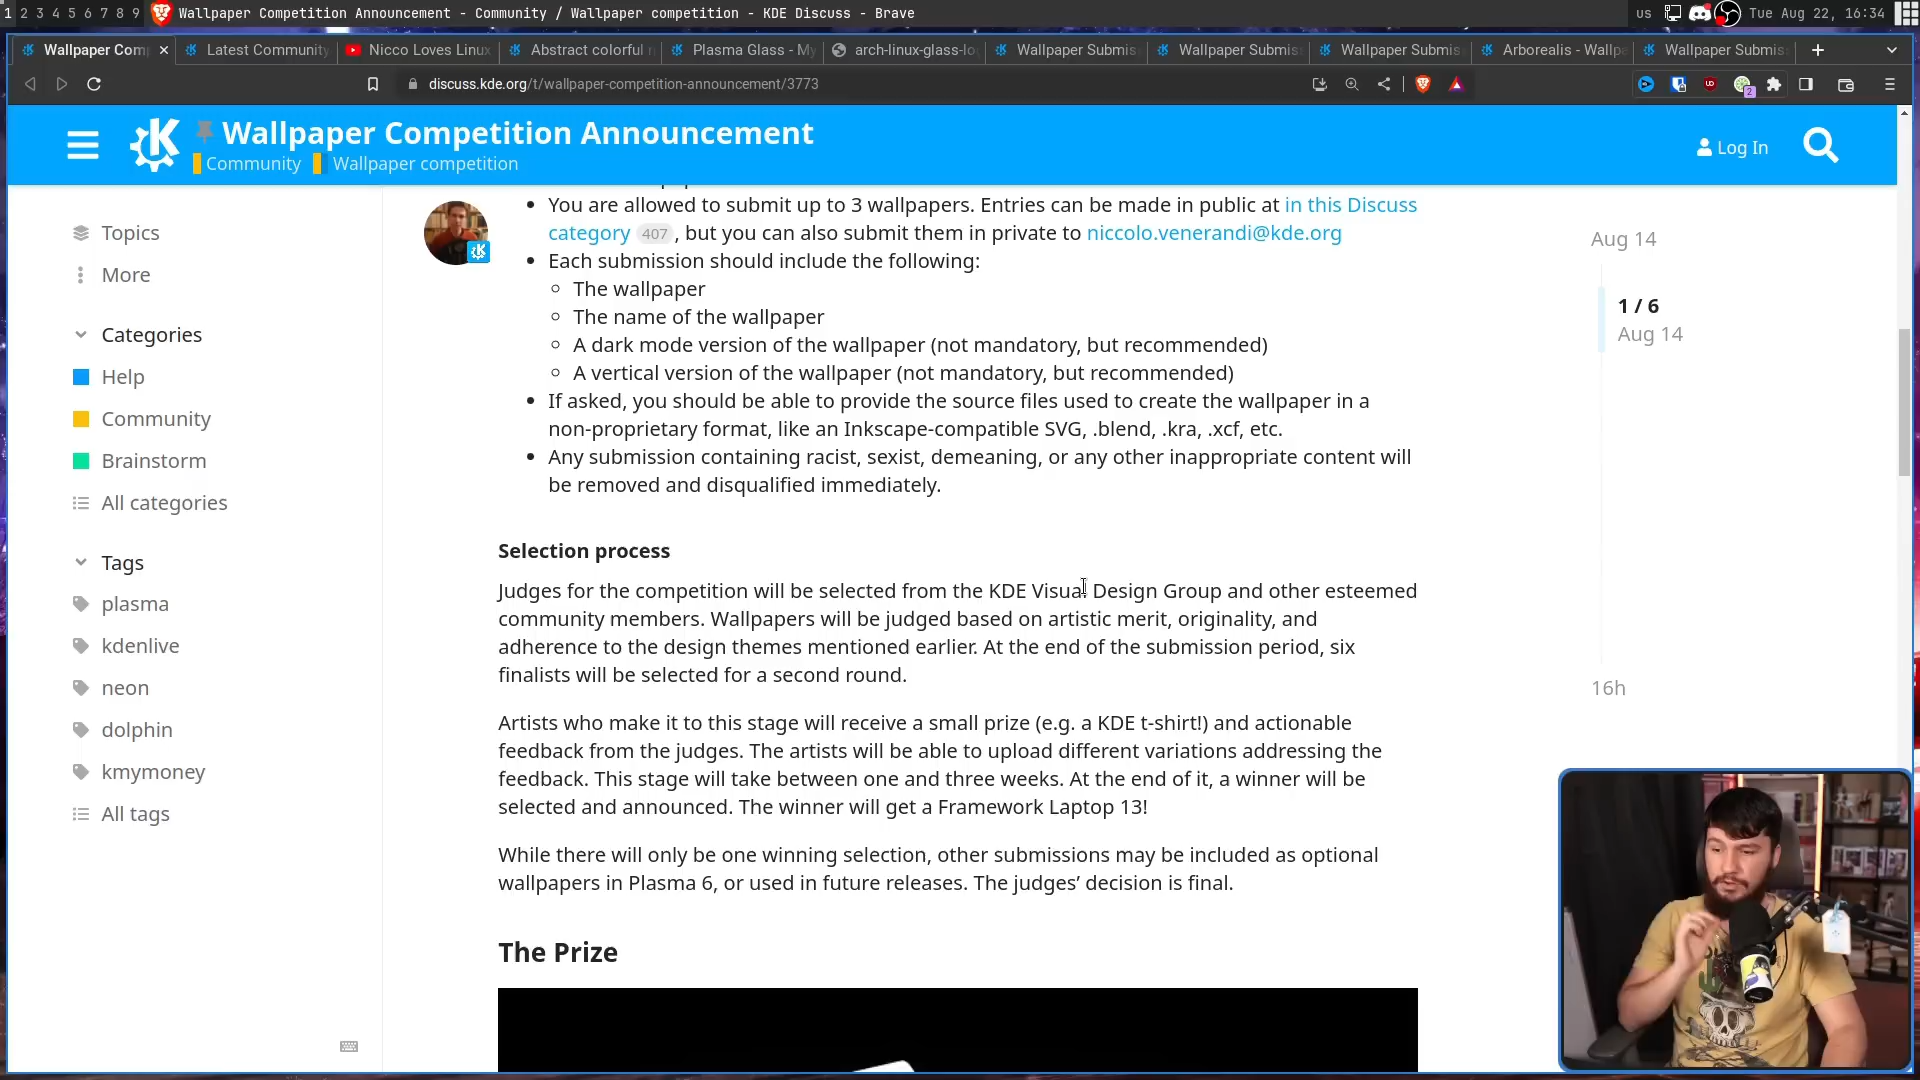 1 2 3 4 5 6 7 8 9 Wallpaper Competition Announcement - Community / Wallpaper competition - KDE Discuss - Brave us Tue Aug 22, 16:34
Wallpaper Com Latest Community Nicco Loves Linux Abstract colorful Plasma Glass - My arch-linux-glass-lo Wallpaper Submis Wallpaper Submis Wallpaper Submis Arborealis - Wallpe Wallpaper Submis
discuss.kde.org/t/wallpaper-competition-announcement/3773 2
Wallpaper Competition Announcement
Community Wallpaper competition
Log In
Topics
More
Categories
Help
Community
Brainstorm
All categories
Tags
plasma
kdenlive
neon
dolphin
kmymoney
All tags
• You are allowed to submit up to 3 wallpapers. Entries can be made in public at in this Discuss
category 407 , but you can also submit them in private to niccolo.venerandi@kde.org
• Each submission should include the following:
○ The wallpaper
○ The name of the wallpaper
○ A dark mode version of the wallpaper (not mandatory, but recommended)
○ A vertical version of the wallpaper (not mandatory, but recommended)
• If asked, you should be able to provide the source files used to create the wallpaper in a
non-proprietary format, like an Inkscape-compatible SVG, .blend, .kra, .xcf, etc.
• Any submission containing racist, sexist, demeaning, or any other inappropriate content will
be removed and disqualified immediately.
Selection process
Judges for the competition will be selected from the KDE Visual Design Group and other esteemed
community members. Wallpapers will be judged based on artistic merit, originality, and
adherence to the design themes mentioned earlier. At the end of the submission period, six
finalists will be selected for a second round.
Artists who make it to this stage will receive a small prize (e.g. a KDE t-shirt!) and actionable
feedback from the judges. The artists will be able to upload different variations addressing the
feedback. This stage will take between one and three weeks. At the end of it, a winner will be
selected and announced. The winner will get a Framework Laptop 13!
While there will only be one winning selection, other submissions may be included as optional
wallpapers in Plasma 6, or used in future releases. The judges’ decision is final.
The Prize
Aug 14
1 / 6
Aug 14
16h